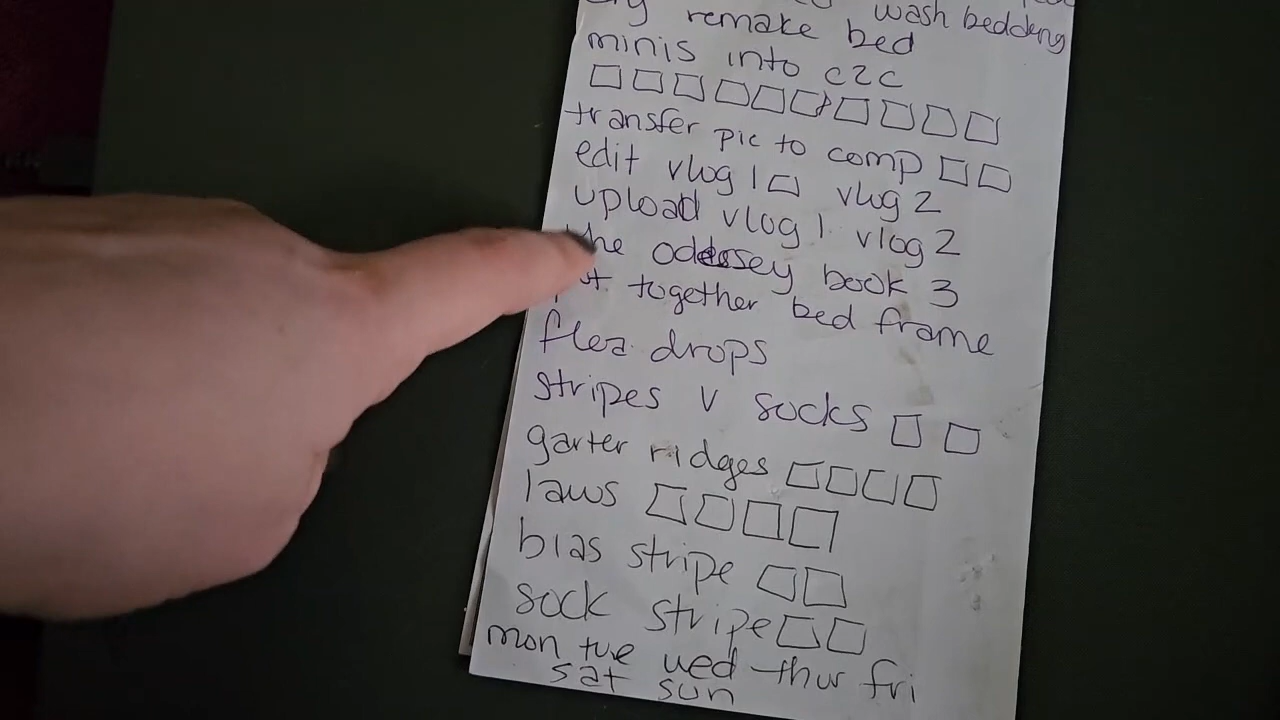 wash bedding
remake bed
minis into c2c
transfer pic to comp
edit vlog 1 vlog 2
upload vlog 1 vlog 2
the odessey book 3
put together bed frame
flea drops
stripes v socks
garter ridges
laws
bias stripe
sock stripe
mon tue wed thur fri
sat sun